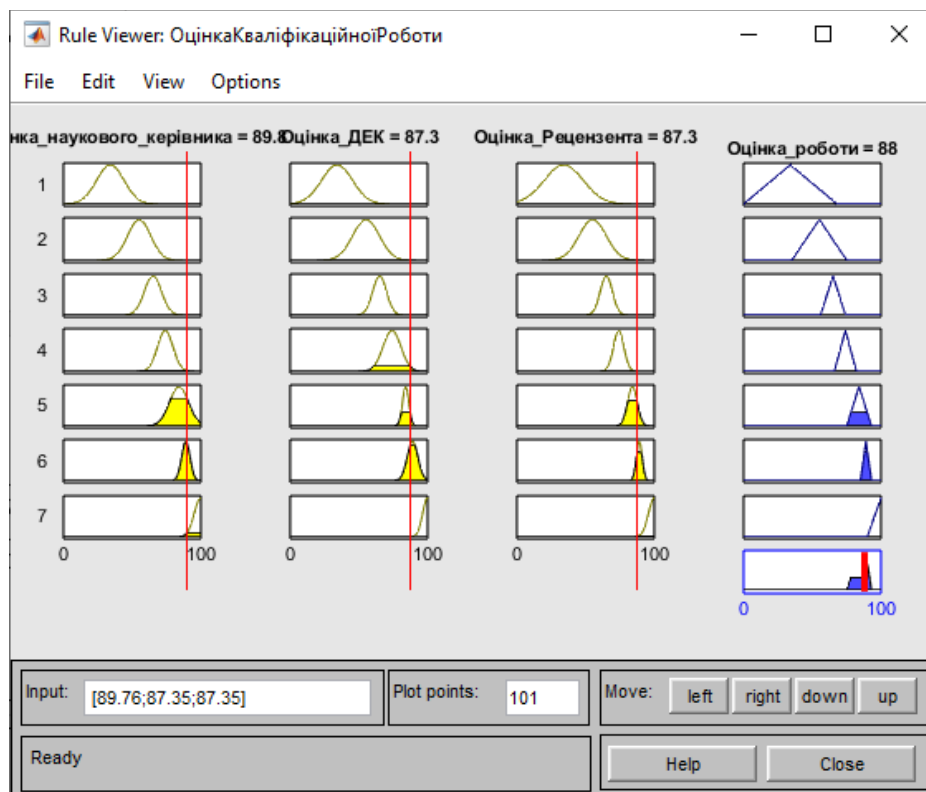 Rule Viewer: ОцінкаКваліфікаційноїРоботи
File Edit View Options
нка_наукового_керівника = 89.8 Оцінка_ДЕК = 87.3 Оцінка_Рецензента = 87.3 Оцінка_роботи = 88
1
2
3
4
5
6
7
0 100 0 100 0 100
0 100
Input: [89.76;87.35;87.35] Plot points: 101 Move: left right down up
Ready Help Close